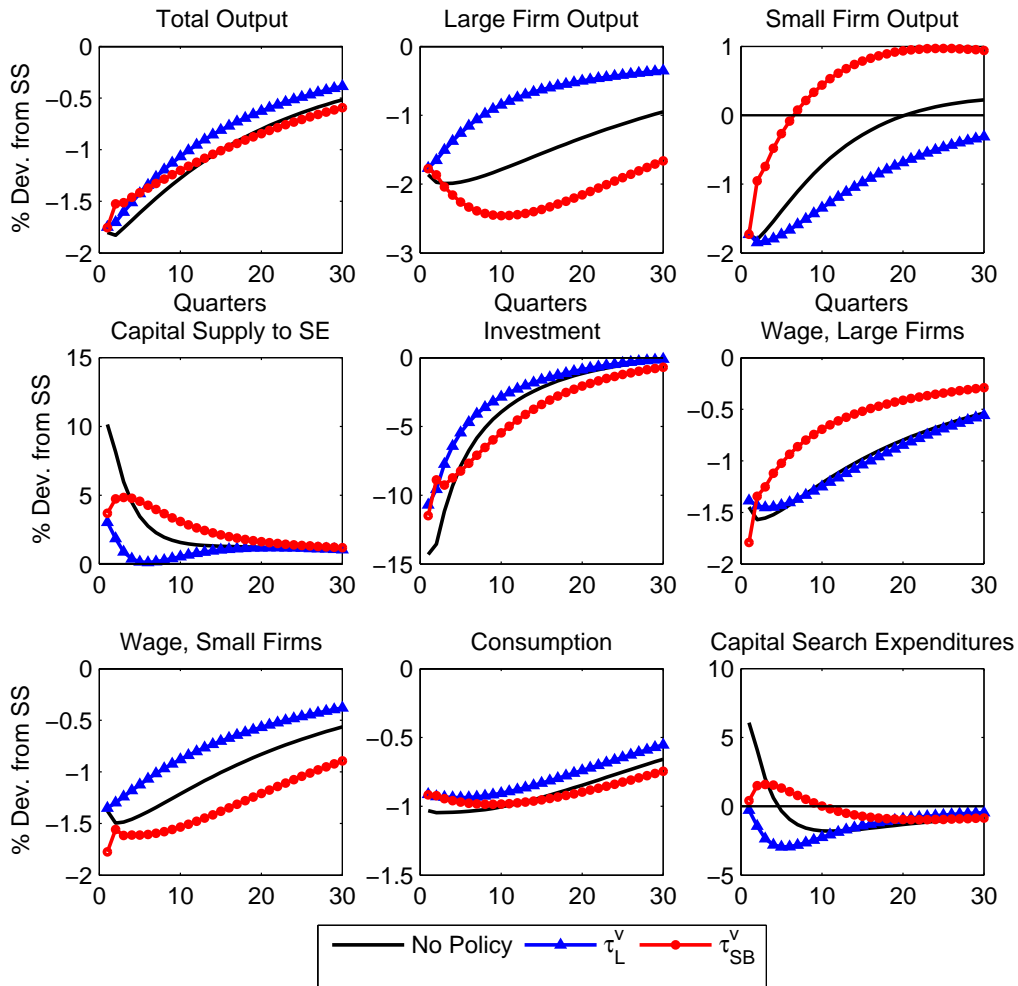 Total Output
Large Firm Output
Small Firm Output
% Dev. from SS
0
−0.5
−1
−1.5
−2
0 10 20 30
0
−1
−2
−3
0 10 20 30
1
0
−1
−2
0 10 20 30
Quarters
Quarters
Capital Supply to SE
Investment
Wage, Large Firms
% Dev. from SS
15
10
5
0
0 10 20 30
0
−5
−10
−15
0 10 20 30
0
−0.5
−1
−1.5
−2
0 10 20 30
Wage, Small Firms
Consumption
Capital Search Expenditures
% Dev. from SS
0
−0.5
−1
−1.5
−2
0 10 20 30
0
−0.5
−1
−1.5
0 10 20 30
10
5
0
−5
0 10 20 30
No Policy τ_L^v τ_SB^v